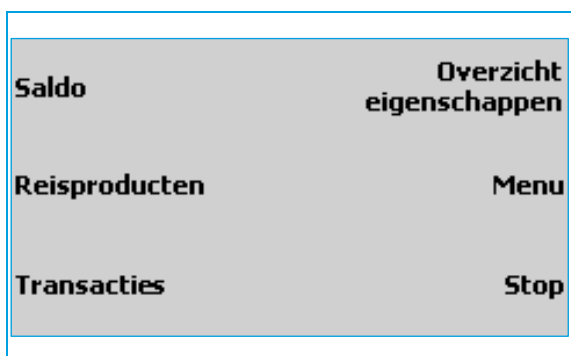 Saldo
Overzicht
eigenschappen
Reisproducten
Menu
Transacties
Stop